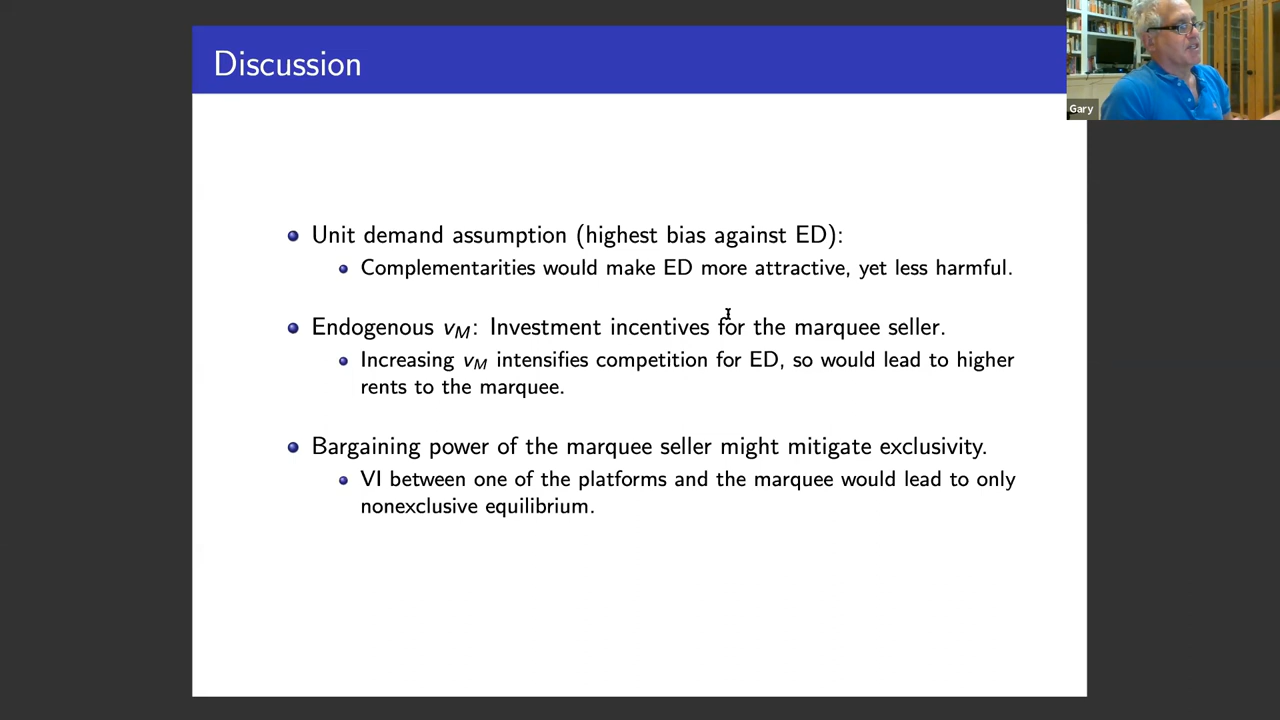 Discussion
Gary
Unit demand assumption (highest bias against ED):
Complementarities would make ED more attractive, yet less harmful.
Endogenous v_M: Investment incentives for the marquee seller.
Increasing v_M intensifies competition for ED, so would lead to higher
rents to the marquee.
Bargaining power of the marquee seller might mitigate exclusivity.
VI between one of the platforms and the marquee would lead to only
nonexclusive equilibrium.